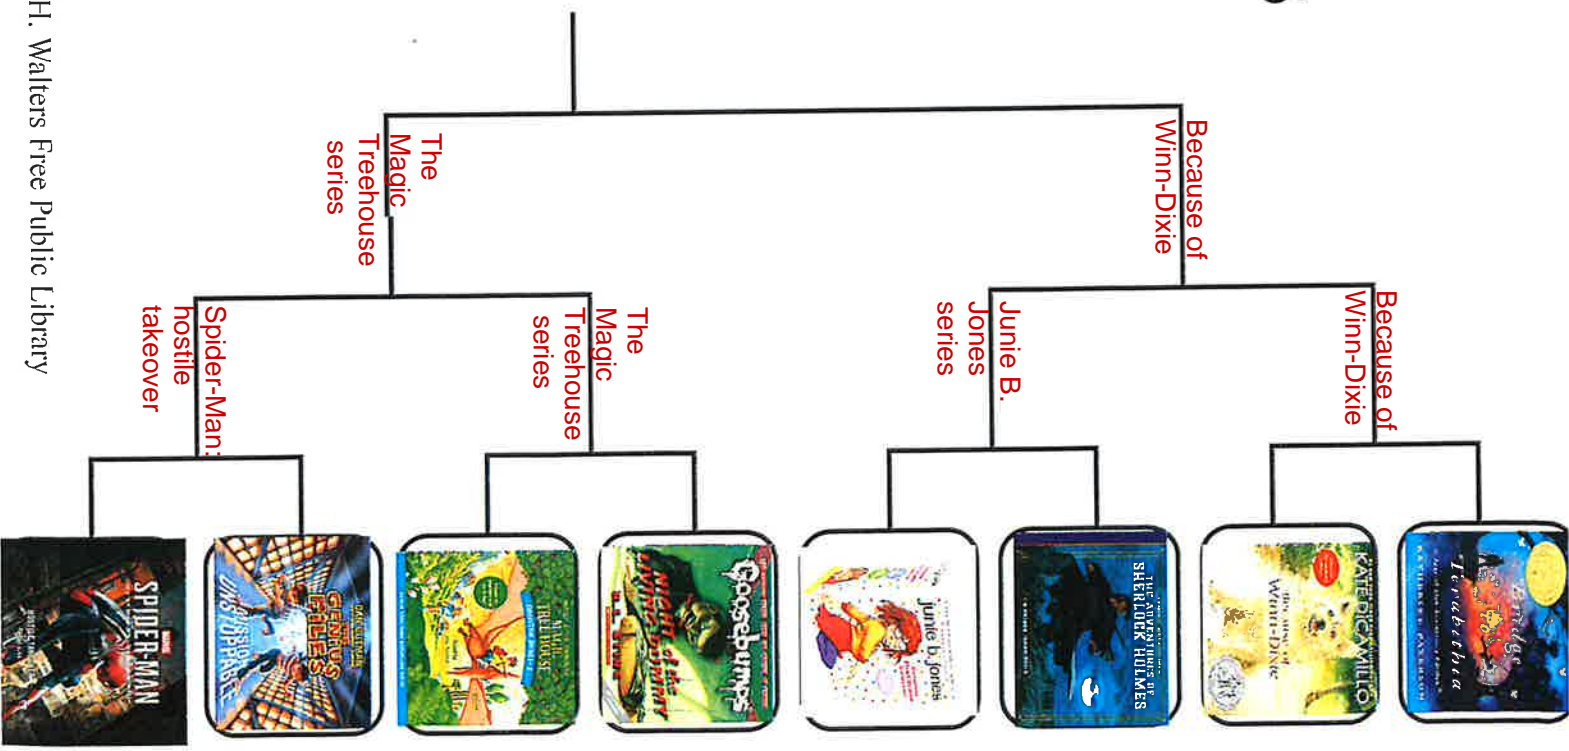 Because of
Winn-Dixie
Because of
Winn-Dixie
Junie B.
Jones
series
The
Magic
Treehouse
series
The
Magic
Treehouse
series
Spider-Man:
hostile
takeover
Bridge
to
Terabithia
KATHERINE PATERSON
KATE DICAMILLO
Because of
Winn-Dixie
THE ADVENTURES OF
SHERLOCK HOLMES
junie b. jones
Goosebumps
NIGHT of the
LIVING DUMMY
R.L. STINE
MAGIC
TREE HOUSE
GENIUS
FILES
MISSION
UNSTOPPABLE
MARVEL
SPIDER-MAN
HOSTILE TAKEOVER
H. Walters Free Public Library